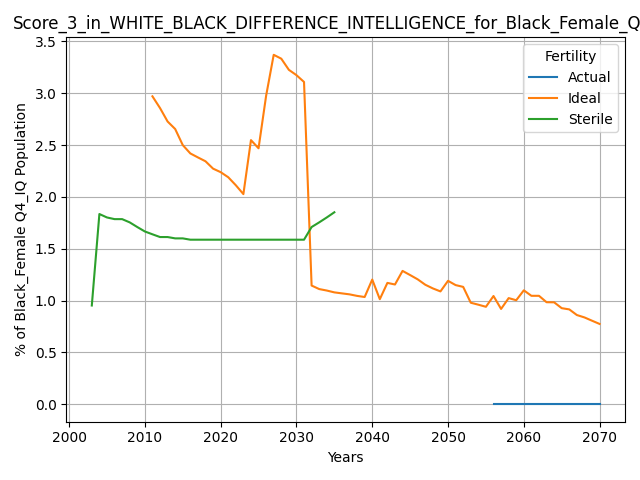 Score_3_in_WHITE_BLACK_DIFFERENCE_INTELLIGENCE_for_Black_Female_Q
3.5
3.0
2.5
2.0
1.5
1.0
0.5
0.0
% of Black_Female Q4_IQ Population
Fertility
Actual
Ideal
Sterile
2000 2010 2020 2030 2040 2050 2060 2070
Years